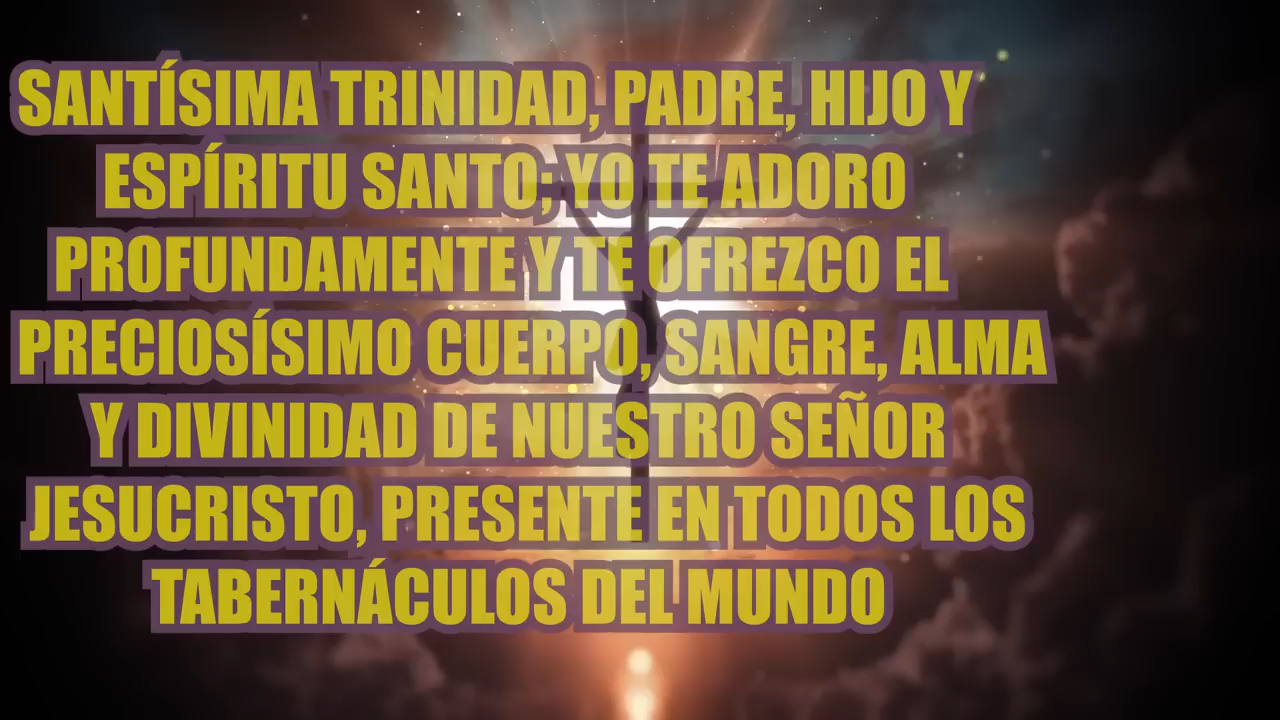 SANTÍSIMA TRINIDAD, PADRE, HIJO Y
ESPÍRITU SANTO; YO TE ADORO
PROFUNDAMENTE Y TE OFREZCO EL
PRECIOSÍSIMO CUERPO, SANGRE, ALMA
Y DIVINIDAD DE NUESTRO SEÑOR
JESUCRISTO, PRESENTE EN TODOS LOS
TABERNÁCULOS DEL MUNDO